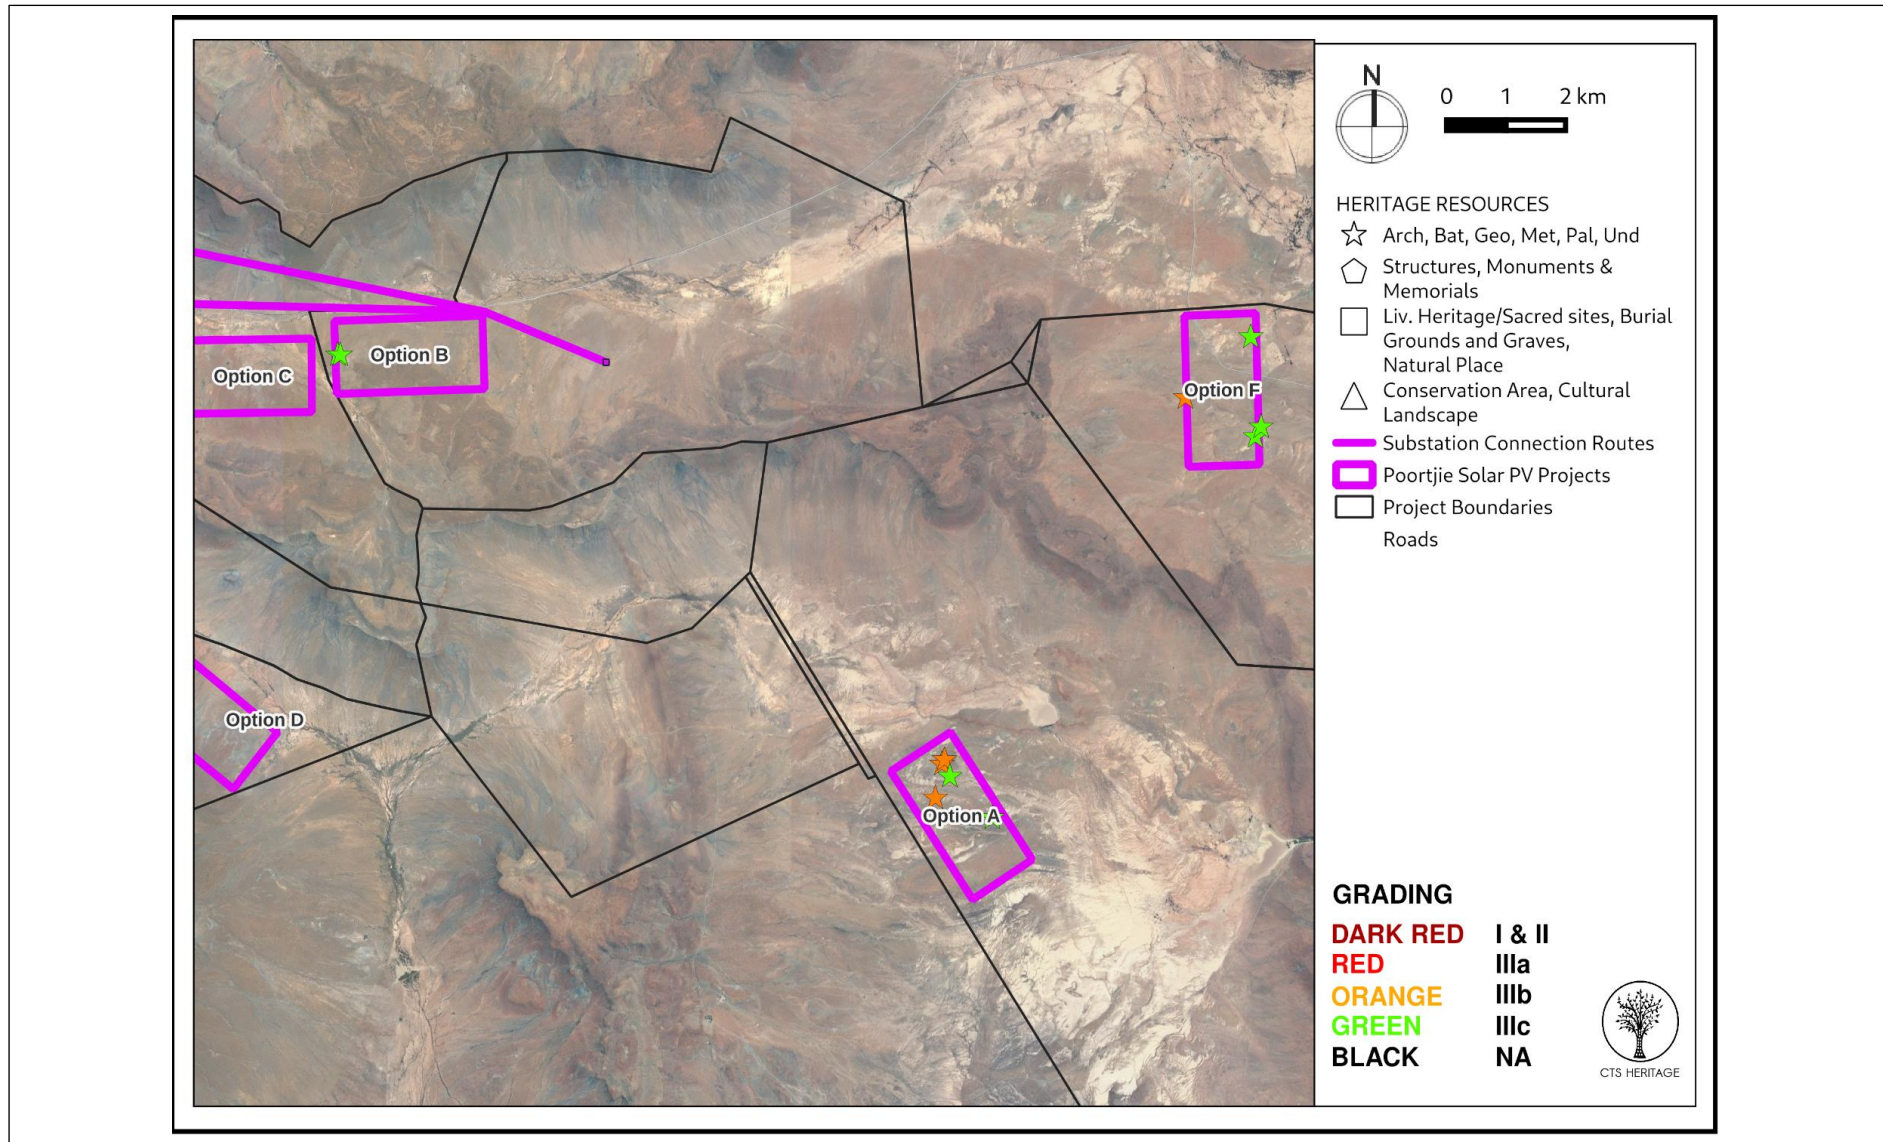 N
0 1 2 km
HERITAGE RESOURCES
Arch, Bat, Geo, Met, Pal, Und
Structures, Monuments &
Memorials
Liv. Heritage/Sacred sites, Burial
Grounds and Graves,
Natural Place
Conservation Area, Cultural
Landscape
Substation Connection Routes
Poortjie Solar PV Projects
Project Boundaries
Roads
Option B
Option C
Option F
Option D
Option A
GRADING
DARK RED I & II
RED IIIa
ORANGE IIIb
GREEN IIIc
BLACK NA
CTS HERITAGE